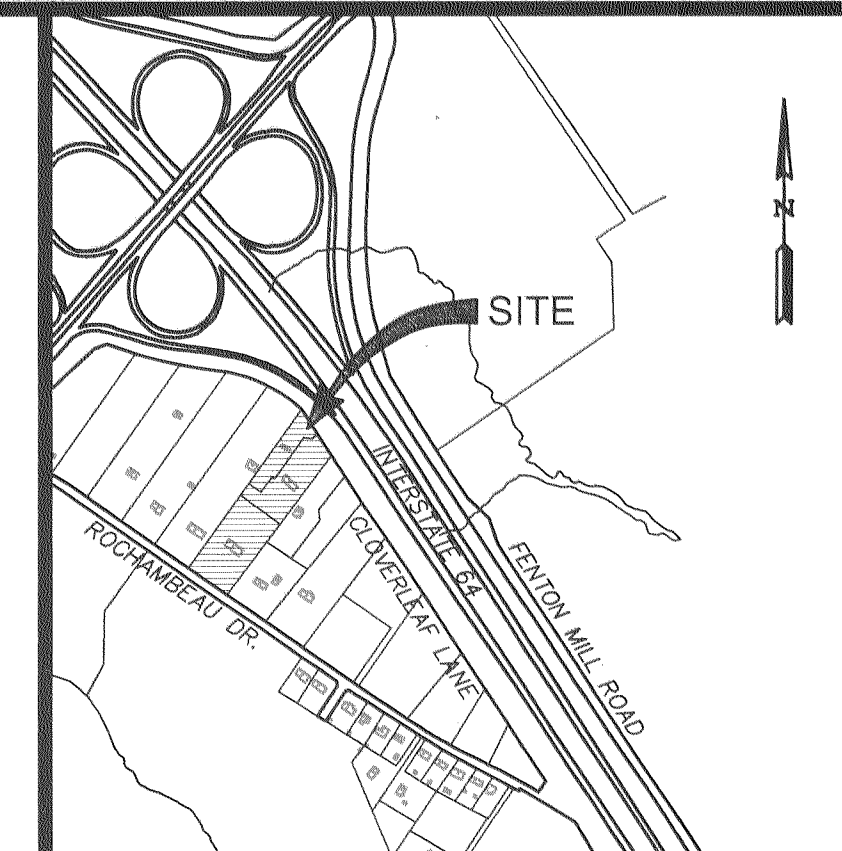 N
SITE
INTERSTATE 64
CLOVERLEAF LANE
FENTON MILL ROAD
ROCHAMBEAU DR.